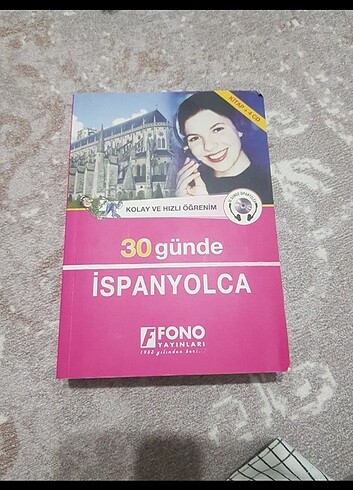 KİTAP + 4 CD
KOLAY VE HIZLI ÖĞRENİM
30 günde
İSPANYOLCA
FONO
YAYINLARI
1953 yılından beri...